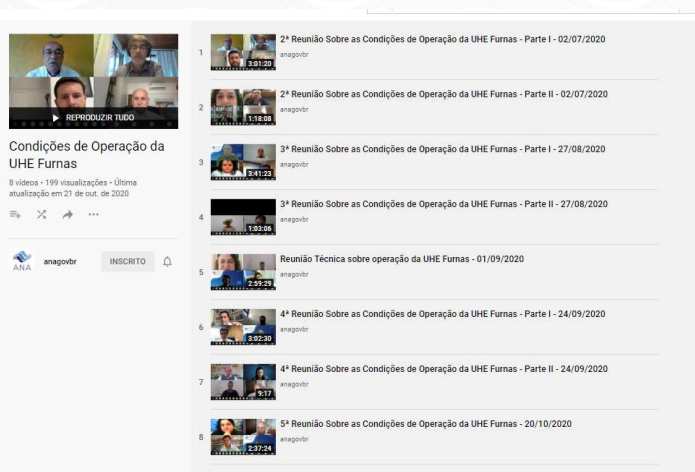 REPRODUZIR TUDO
Condições de Operação da
UHE Furnas
8 vídeos • 199 visualizações • Última
atualização em 21 de out. de 2020
ANA
anagovbr
INSCRITO
1
3:01:20
2ª Reunião Sobre as Condições de Operação da UHE Furnas - Parte I - 02/07/2020
anagovbr
2
1:18:08
2ª Reunião Sobre as Condições de Operação da UHE Furnas - Parte II - 02/07/2020
anagovbr
3
3:41:23
3ª Reunião Sobre as Condições de Operação da UHE Furnas - Parte I - 27/08/2020
anagovbr
4
1:03:06
3ª Reunião Sobre as Condições de Operação da UHE Furnas - Parte II - 27/08/2020
anagovbr
5
2:59:29
Reunião Técnica sobre operação da UHE Furnas - 01/09/2020
anagovbr
6
3:02:30
4ª Reunião Sobre as Condições de Operação da UHE Furnas - Parte I - 24/09/2020
anagovbr
7
9:17
4ª Reunião Sobre as Condições de Operação da UHE Furnas - Parte II - 24/09/2020
anagovbr
8
2:37:24
5ª Reunião Sobre as Condições de Operação da UHE Furnas - 20/10/2020
anagovbr